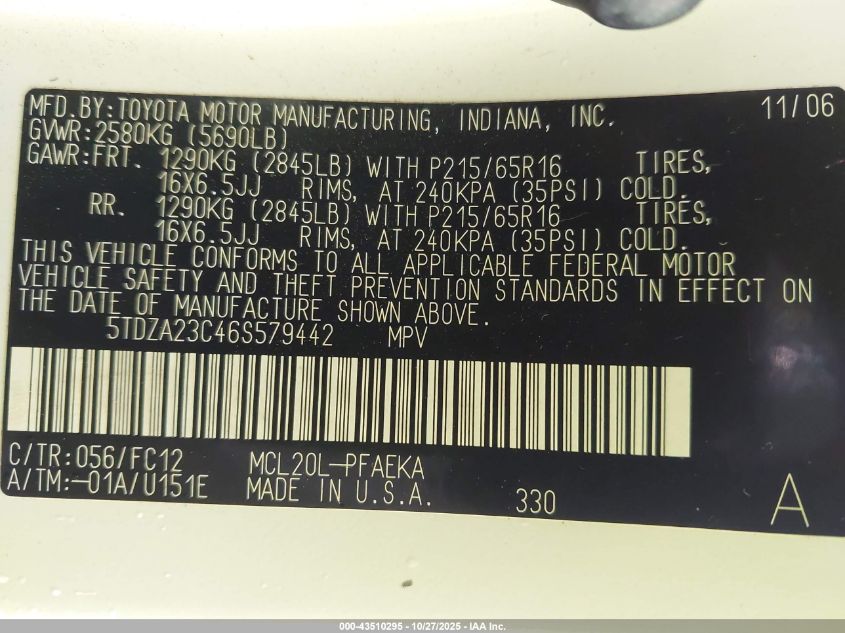 MFD.BY:TOYOTA MOTOR MANUFACTURING, INDIANA, INC. 11/06
GVWR:2580KG (5690LB)
GAWR:FRT. 1290KG (2845LB) WITH P215/65R16 TIRES,
16X6.5JJ RIMS, AT 240KPA (35PSI) COLD.
RR. 1290KG (2845LB) WITH P215/65R16 TIRES,
16X6.5JJ RIMS, AT 240KPA (35PSI) COLD.
THIS VEHICLE CONFORMS TO ALL APPLICABLE FEDERAL MOTOR
VEHICLE SAFETY AND THEFT PREVENTION STANDARDS IN EFFECT ON
THE DATE OF MANUFACTURE SHOWN ABOVE.
5TDZA23C46S579442 MPV
C/TR:056/FC12 MCL20L-PFAEKA
A/TM:-01A/U151E MADE IN U.S.A. 330 A
000-43510295 - 10/27/2025 - IAA Inc.